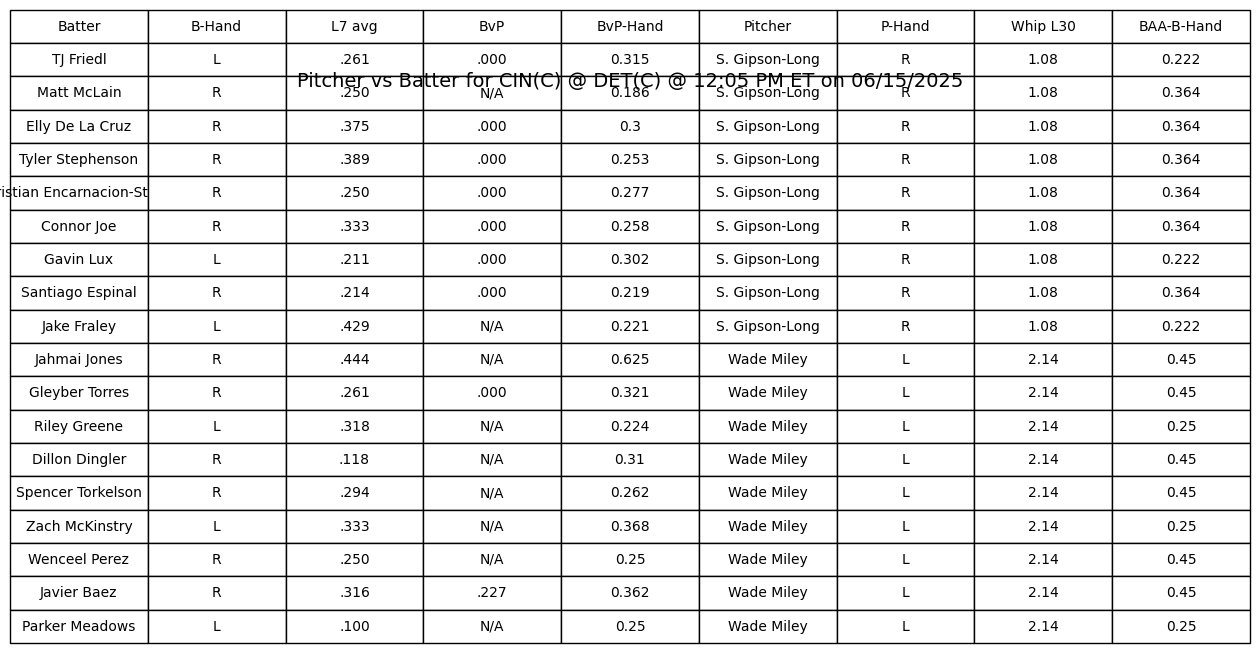 Batter B-Hand L7 avg BvP BvP-Hand Pitcher P-Hand Whip L30 BAA-B-Hand
TJ Friedl L .261 .000 0.315 S. Gipson-Long R 1.08 0.222
Pitcher vs Batter for CIN(C) @ DET(C) @ 12:05 PM ET on 06/15/2025
Matt McLain R .250 N/A 0.186 S. Gipson-Long R 1.08 0.364
Elly De La Cruz R .375 .000 0.3 S. Gipson-Long R 1.08 0.364
Tyler Stephenson R .389 .000 0.253 S. Gipson-Long R 1.08 0.364
ristian Encarnacion-St R .250 .000 0.277 S. Gipson-Long R 1.08 0.364
Connor Joe R .333 .000 0.258 S. Gipson-Long R 1.08 0.364
Gavin Lux L .211 .000 0.302 S. Gipson-Long R 1.08 0.222
Santiago Espinal R .214 .000 0.219 S. Gipson-Long R 1.08 0.364
Jake Fraley L .429 N/A 0.221 S. Gipson-Long R 1.08 0.222
Jahmai Jones R .444 N/A 0.625 Wade Miley L 2.14 0.45
Gleyber Torres R .261 .000 0.321 Wade Miley L 2.14 0.45
Riley Greene L .318 N/A 0.224 Wade Miley L 2.14 0.25
Dillon Dingler R .118 N/A 0.31 Wade Miley L 2.14 0.45
Spencer Torkelson R .294 N/A 0.262 Wade Miley L 2.14 0.45
Zach McKinstry L .333 N/A 0.368 Wade Miley L 2.14 0.25
Wenceel Perez R .250 N/A 0.25 Wade Miley L 2.14 0.45
Javier Baez R .316 .227 0.362 Wade Miley L 2.14 0.45
Parker Meadows L .100 N/A 0.25 Wade Miley L 2.14 0.25